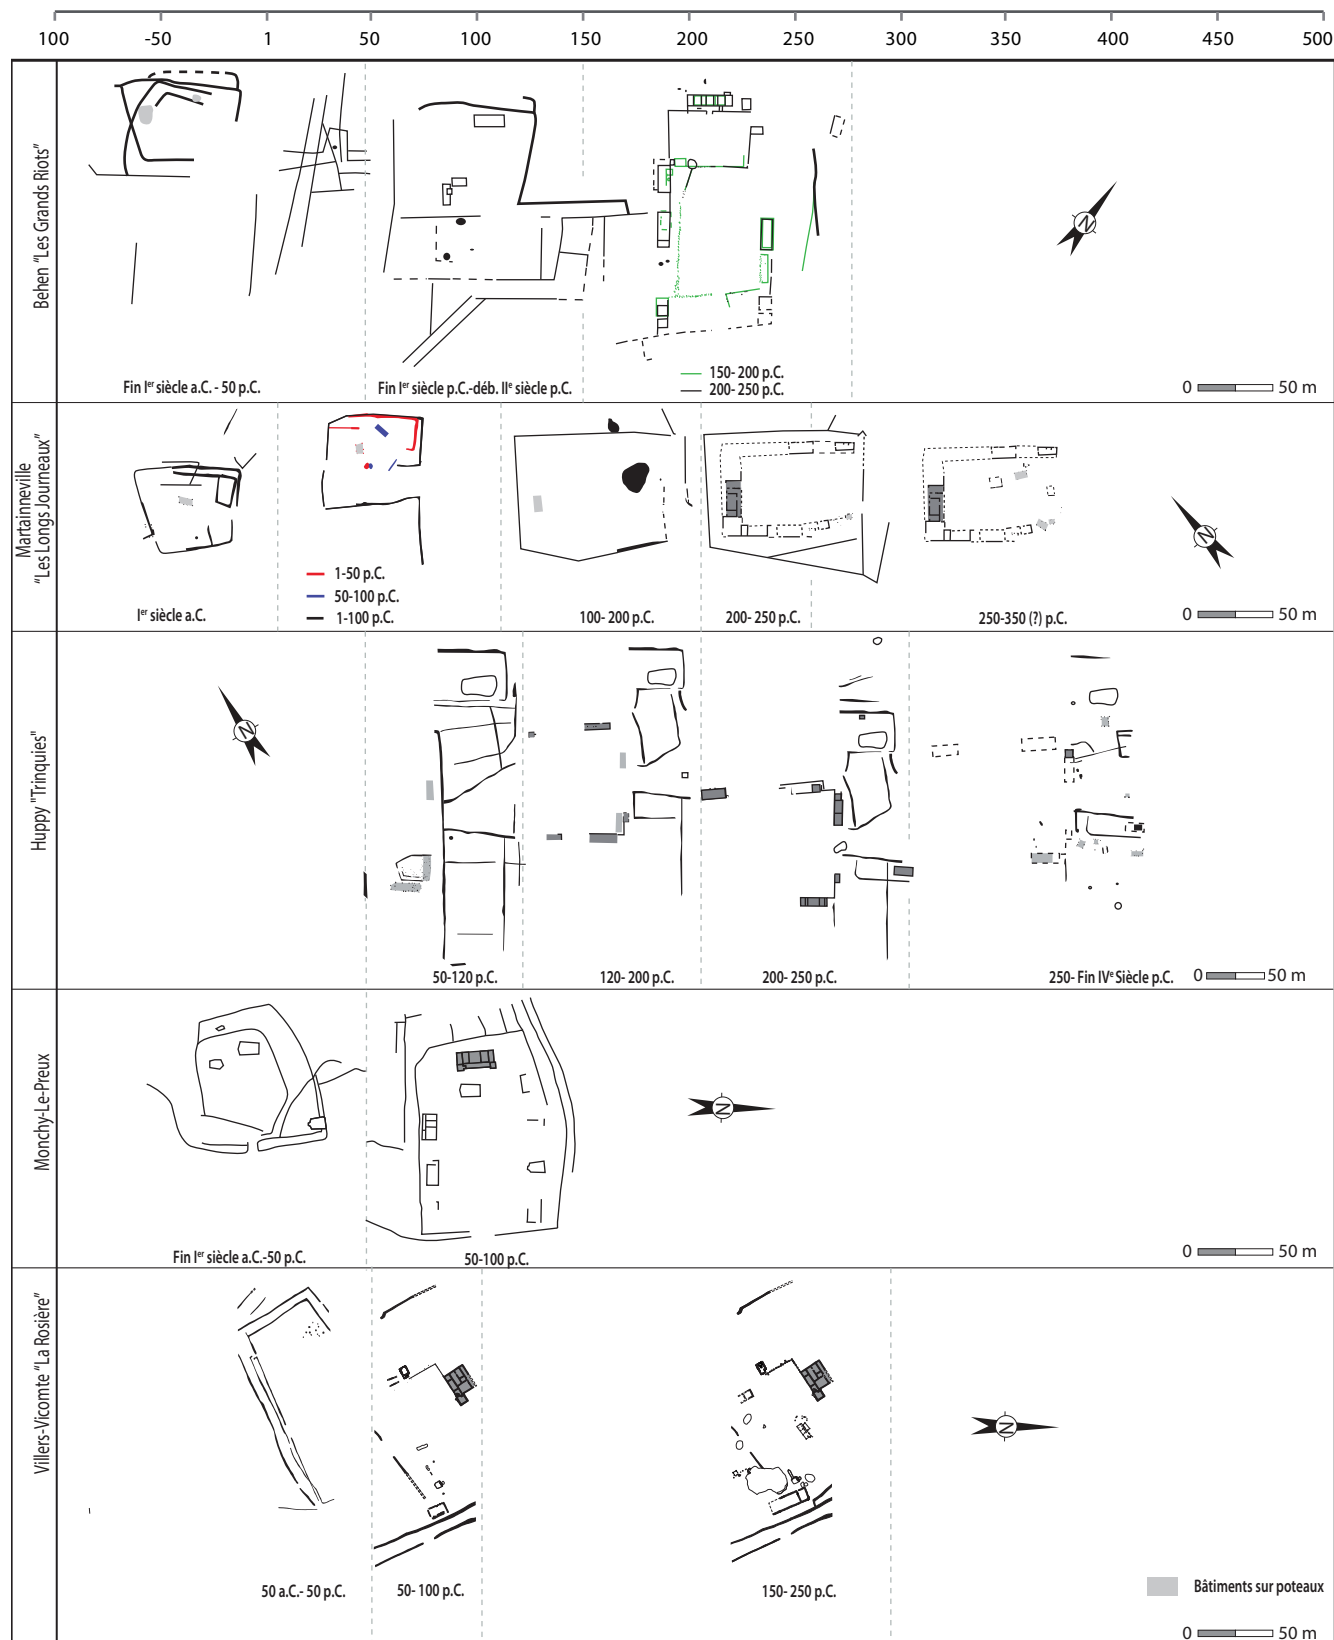 100 -50 1 50 100 150 200 250 300 350 400 450 500
Behen "Les Grands Riots"
N
Fin Ier siècle a.C. - 50 p.C.
Fin Ier siècle p.C.-déb. IIe siècle p.C.
150- 200 p.C.
200- 250 p.C.
0 50 m
Martainneville
"Les Longs Journeaux"
N
1-50 p.C.
50-100 p.C.
1-100 p.C.
Ier siècle a.C.
100- 200 p.C.
200- 250 p.C.
250-350 (?) p.C.
0 50 m
Huppy "Trinquies"
N
50-120 p.C.
120- 200 p.C.
200- 250 p.C.
250- Fin IVe Siècle p.C.
0 50 m
Monchy-Le-Preux
N
Fin Ier siècle a.C.-50 p.C.
50-100 p.C.
0 50 m
Villers-Vicomte "La Rosière"
N
50 a.C.- 50 p.C.
50- 100 p.C.
150- 250 p.C.
Bâtiments sur poteaux
0 50 m